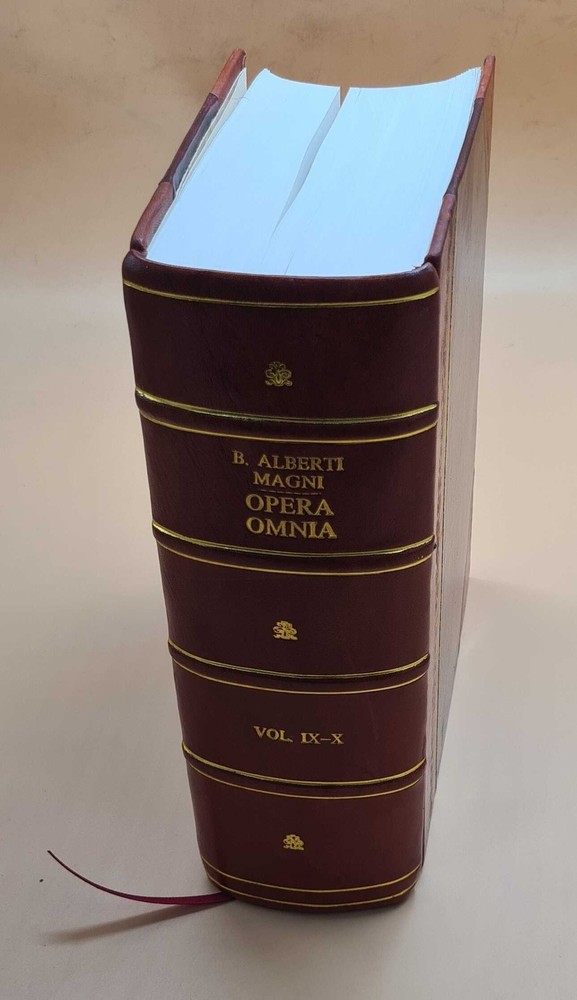 B. ALBERTI
MAGNI
OPERA
OMNIA
VOL. IX–X